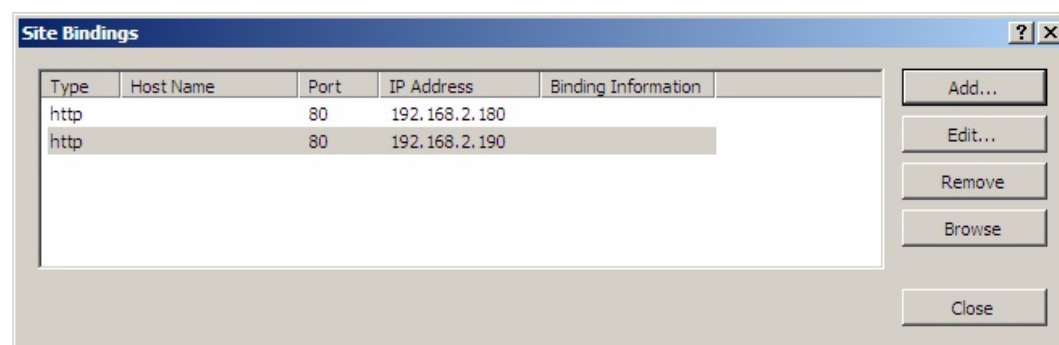 Site Bindings
Type Host Name Port IP Address Binding Information
http 80 192.168.2.180
http 80 192.168.2.190
Add...
Edit...
Remove
Browse
Close